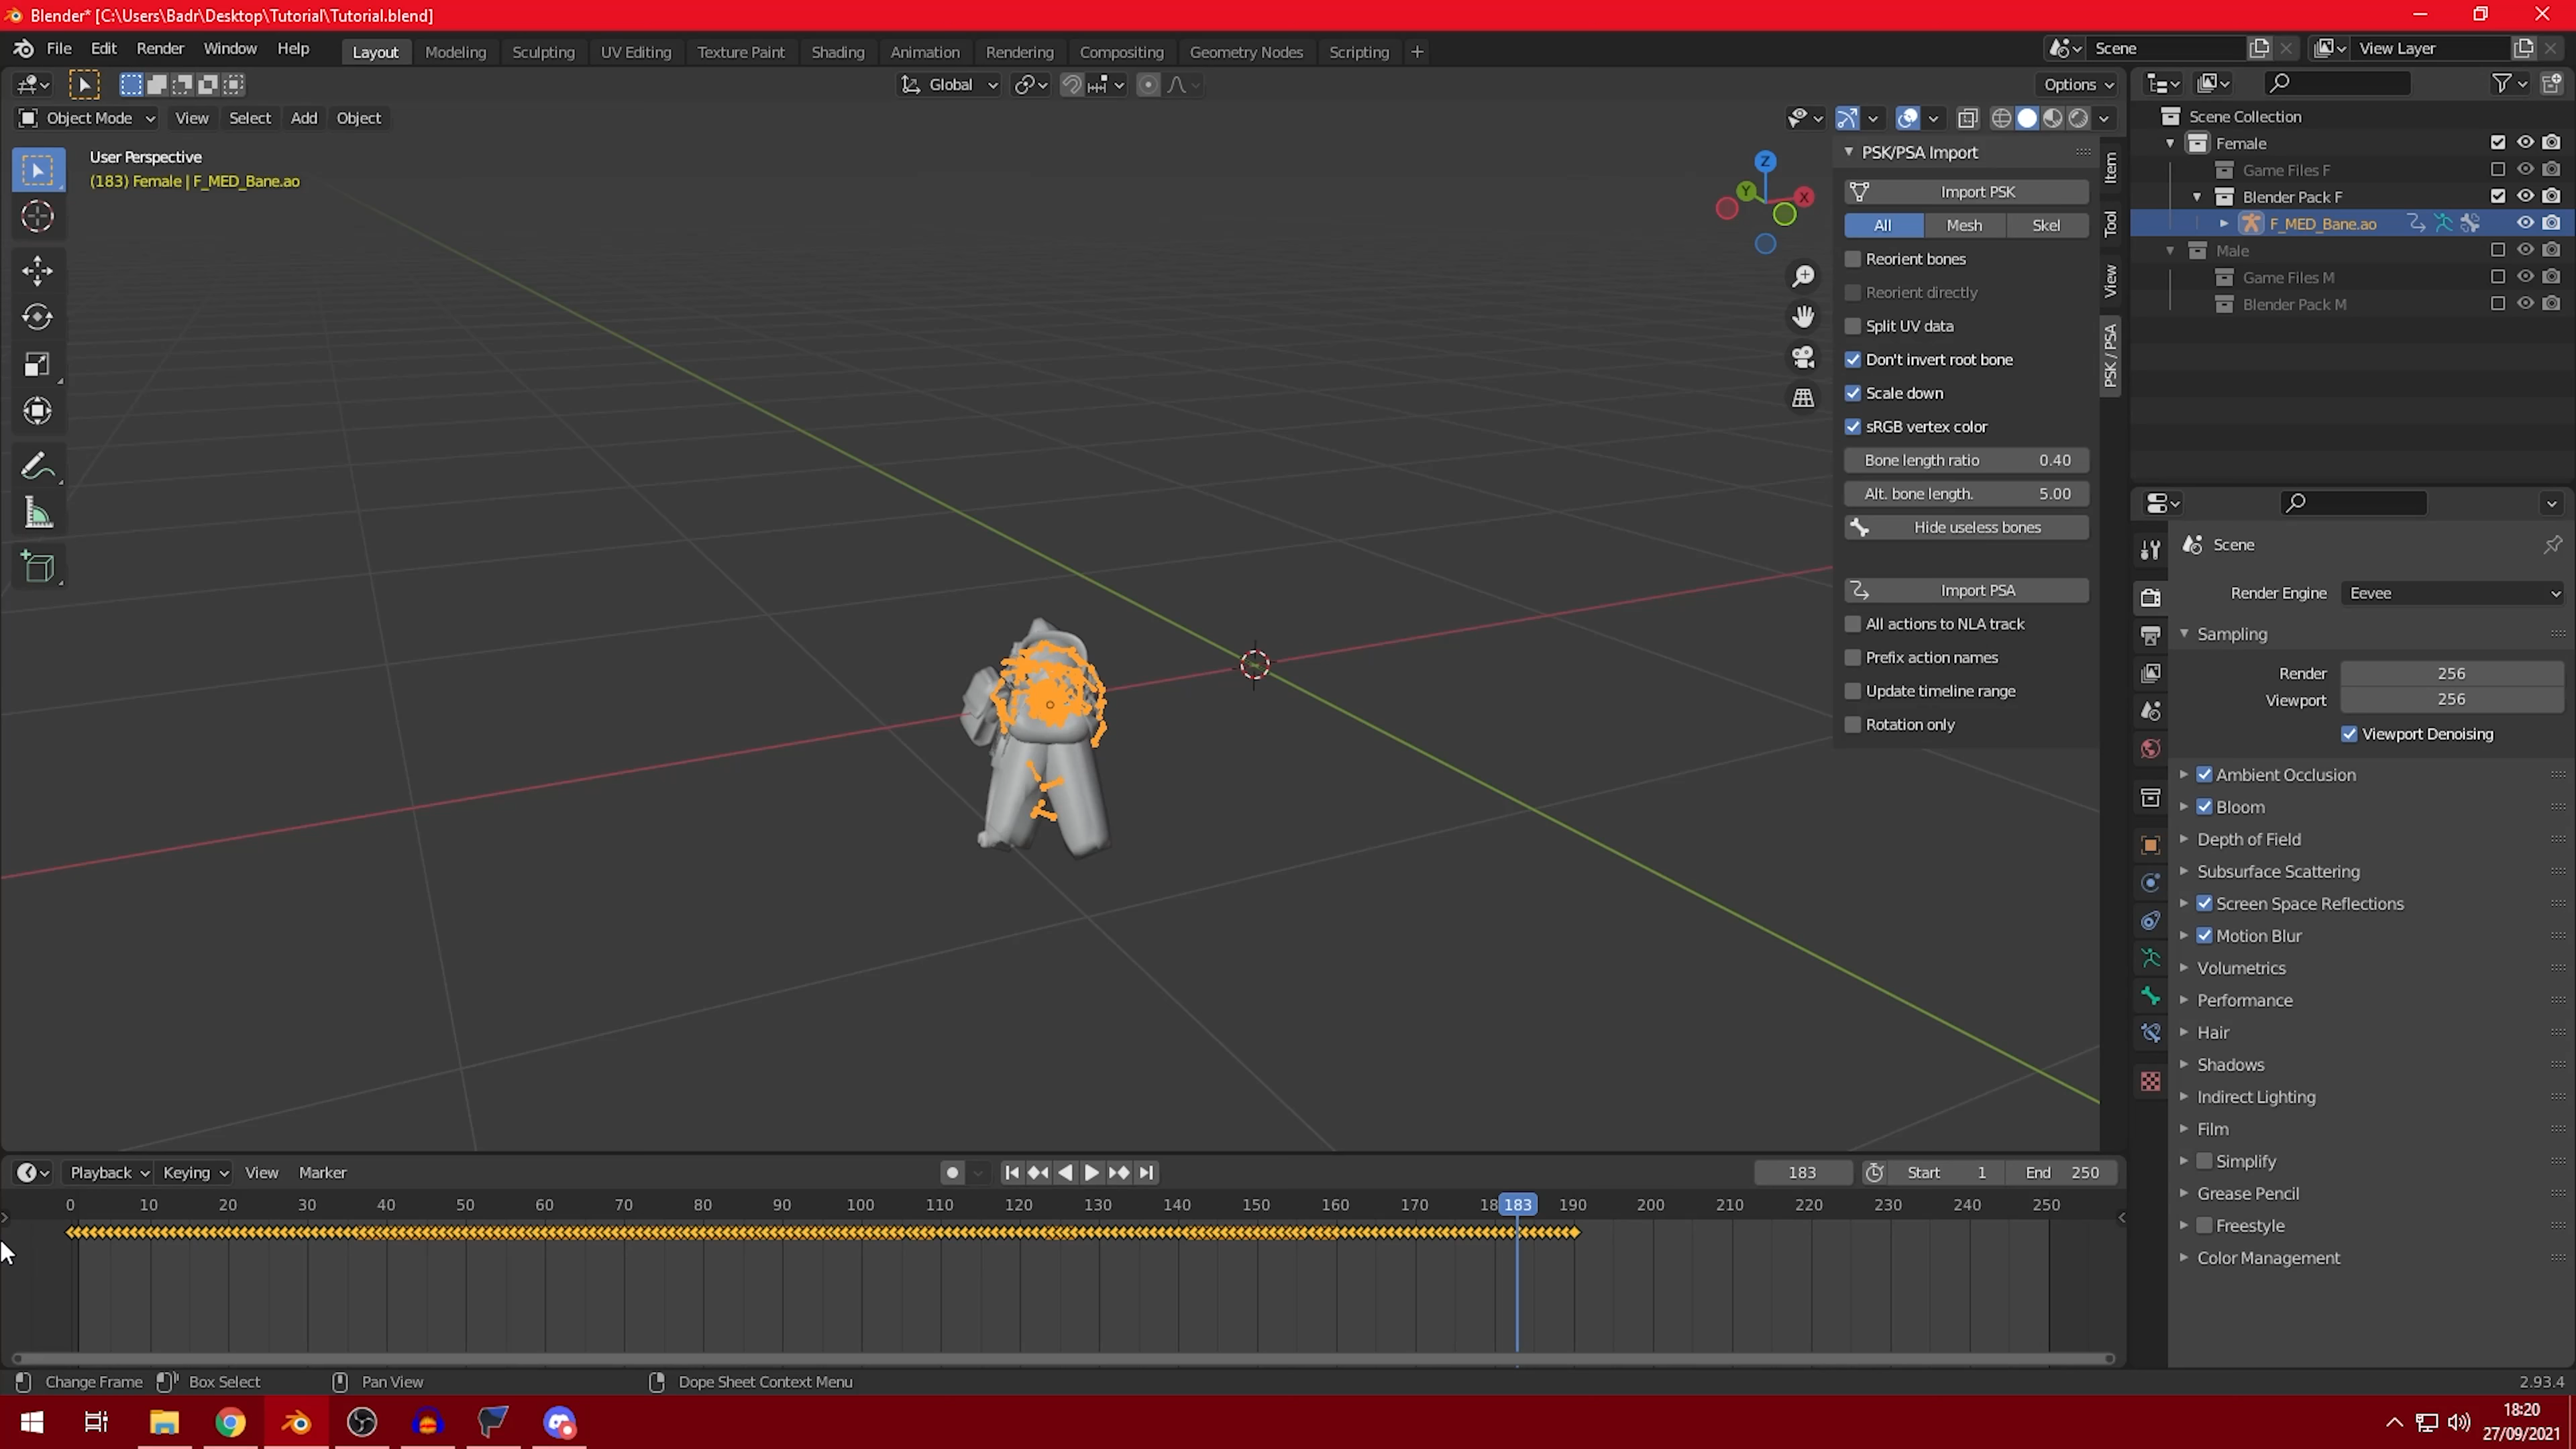 Blender* [C:\Users\Badr\Desktop\Tutorial\Tutorial.blend]
File Edit Render Window Help Layout Modeling Sculpting UV Editing Texture Paint Shading Animation Rendering Compositing Geometry Nodes Scripting + Scene View Layer
Global Options
Object Mode View Select Add Object
User Perspective
(183) Female | F_MED_Bane.ao
Z
Y
X
PSK/PSA Import
Import PSK
All Mesh Skel
Reorient bones
Reorient directly
Split UV data
Don't invert root bone
Scale down
sRGB vertex color
Bone length ratio 0.40
Alt. bone length. 5.00
Hide useless bones
Import PSA
All actions to NLA track
Prefix action names
Update timeline range
Rotation only
Item
Tool
View
PSK / PSA
Scene Collection
Female
Game Files F
Blender Pack F
F_MED_Bane.ao
Male
Game Files M
Blender Pack M
Scene
Render Engine Eevee
Sampling
Render 256
Viewport 256
Viewport Denoising
Ambient Occlusion
Bloom
Depth of Field
Subsurface Scattering
Screen Space Reflections
Motion Blur
Volumetrics
Performance
Hair
Shadows
Indirect Lighting
Film
Simplify
Grease Pencil
Freestyle
Color Management
Playback Keying View Marker 183 Start 1 End 250
0 10 20 30 40 50 60 70 80 90 100 110 120 130 140 150 160 170 18 183 190 200 210 220 230 240 250
Change Frame Box Select Pan View Dope Sheet Context Menu 2.93.4
18:20
27/09/2021